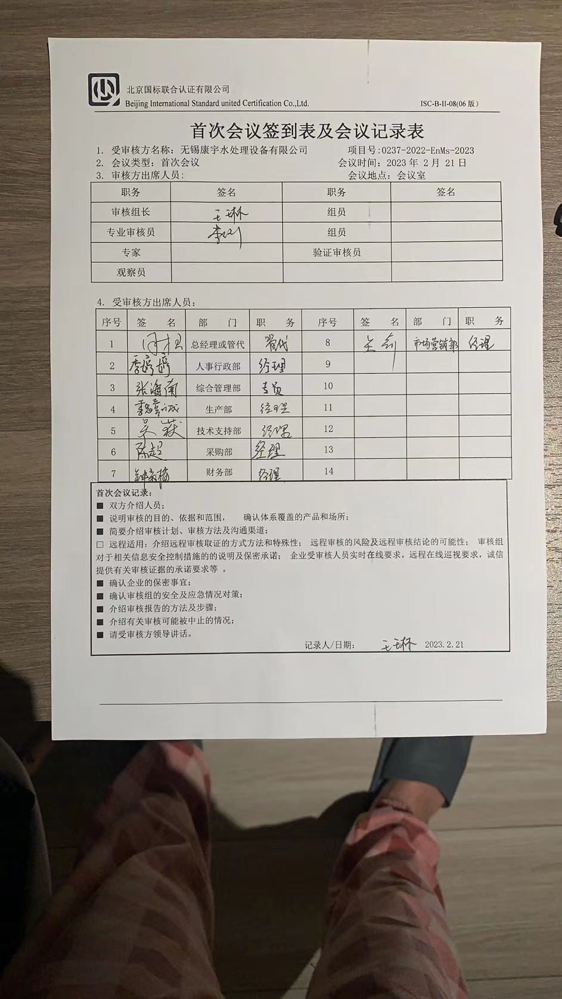 北京国标联合认证有限公司
Beijing International Standard united Certification Co.,Ltd.
ISC-B-II-08(06 版)
首次会议签到表及会议记录表
1. 受审核方名称：无锡康宇水处理设备有限公司 项目号:0237-2022-EnMs-2023
2. 会议类型：首次会议 会议时间：2023 年 2 月 21 日
3. 审核方出席人员: 会议地点：会议室
职务 签名 职务 签名
审核组长 王琳 组员
专业审核员 组员
专家 验证审核员
观察员
4. 受审核方出席人员：
序号 签 名 部 门 职 务 序号 签 名 部 门 职 务
1 总经理或管代 管代 8 市场营销部 经理
2 季婷婷 人事行政部 经理 9
3 张海南 综合管理部 专员 10
4 生产部 经理 11
5 吴 获 技术支持部 经理 12
6 陈超 采购部 经理 13
7 财务部 经理 14
首次会议记录：
■ 双方介绍人员；
■ 说明审核的目的、依据和范围， 确认体系覆盖的产品和场所；
■ 简要介绍审核计划、审核方法及沟通渠道；
□ 远程适用：介绍远程审核取证的方式方法和特殊性； 远程审核的风险及远程审核结论的可能性； 审核组
对于相关信息安全控制措施的的说明及保密承诺； 企业受审核人员实时在线要求，远程在线巡视要求，诚信
提供有关审核证据的承诺要求等 。
■ 确认企业的保密事宜；
■ 确认审核组的安全及应急情况对策；
■ 介绍审核报告的方法及步骤；
■ 介绍有关审核可能被中止的情况；
■ 请受审核方领导讲话。
记录人/日期： 王琳 2023.2.21